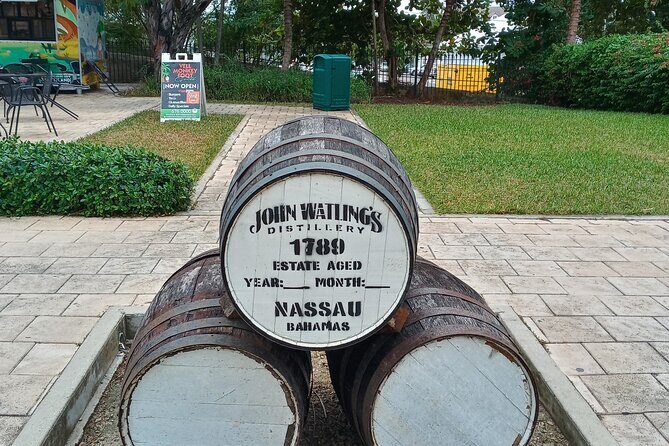 NOW OPEN
JOHN WATLING'S
DISTILLERY
1789
ESTATE AGED
YEAR:___ MONTH:___
NASSAU
BAHAMAS